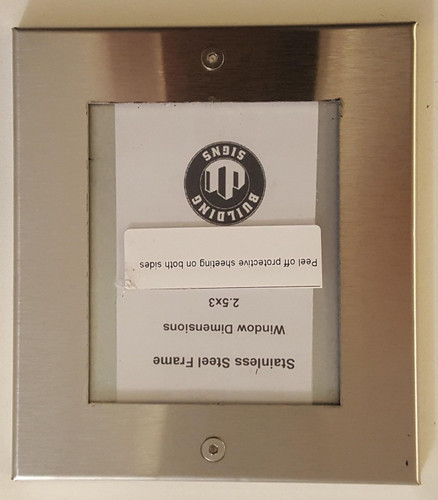 Stainless Steel Frame
Window Dimensions
2.5x3
Peel off protective sheeting on both sides
BUILDING
SIGNS